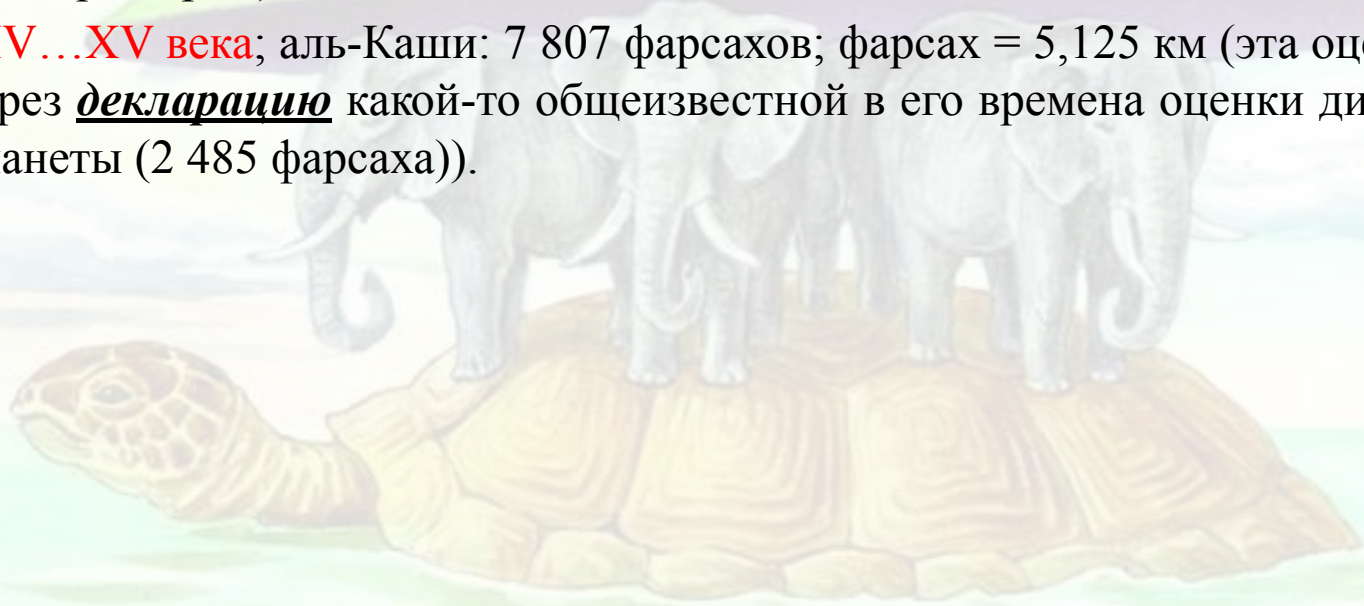 V…XV века; аль-Каши: 7 807 фарсахов; фарсах = 5,125 км (эта оц
рез декларацию какой-то общеизвестной в его времена оценки ди
анеты (2 485 фарсаха)).